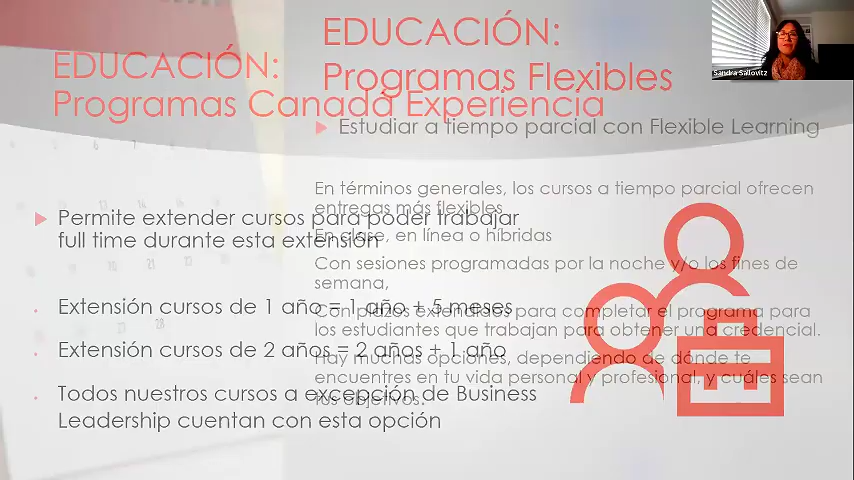 EDUCACIÓN:
Programas Canadá Experiencia
Permite extender cursos para poder trabajar
full time durante esta extensión
Extensión cursos de 1 año = 1 año + 5 meses
Extensión cursos de 2 años = 2 años + 1 año
Todos nuestros cursos a excepción de Business
Leadership cuentan con esta opción
EDUCACIÓN:
Programas Flexibles
Estudiar a tiempo parcial con Flexible Learning
En términos generales, los cursos a tiempo parcial ofrecen
entregas más flexibles
En clase, en línea o híbridas
Con sesiones programadas por la noche y/o los fines de
semana,
Con plazos extendidos para completar el programa para
los estudiantes que trabajan para obtener una credencial.
Hay muchas opciones, dependiendo de dónde te
encuentres en tu vida personal y profesional, y cuáles sean
tus objetivos.
Sandra Sallovitz